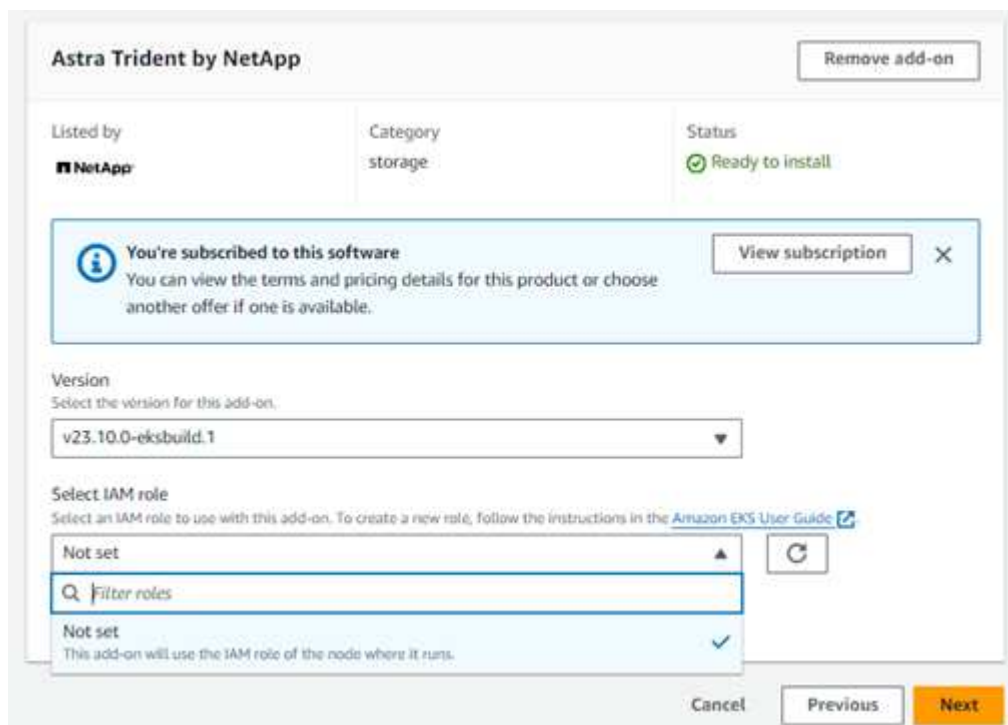 Astra Trident by NetApp
Remove add-on
Listed by
Category
Status
NetApp
storage
Ready to install
You're subscribed to this software
View subscription
You can view the terms and pricing details for this product or choose
another offer if one is available.
Version
Select the version for this add-on.
v23.10.0-eksbuild.1
Select IAM role
Select an IAM role to use with this add-on. To create a new role, follow the instructions in the Amazon EKS User Guide.
Not set
Filter roles
Not set
This add-on will use the IAM role of the node where it runs.
Cancel
Previous
Next